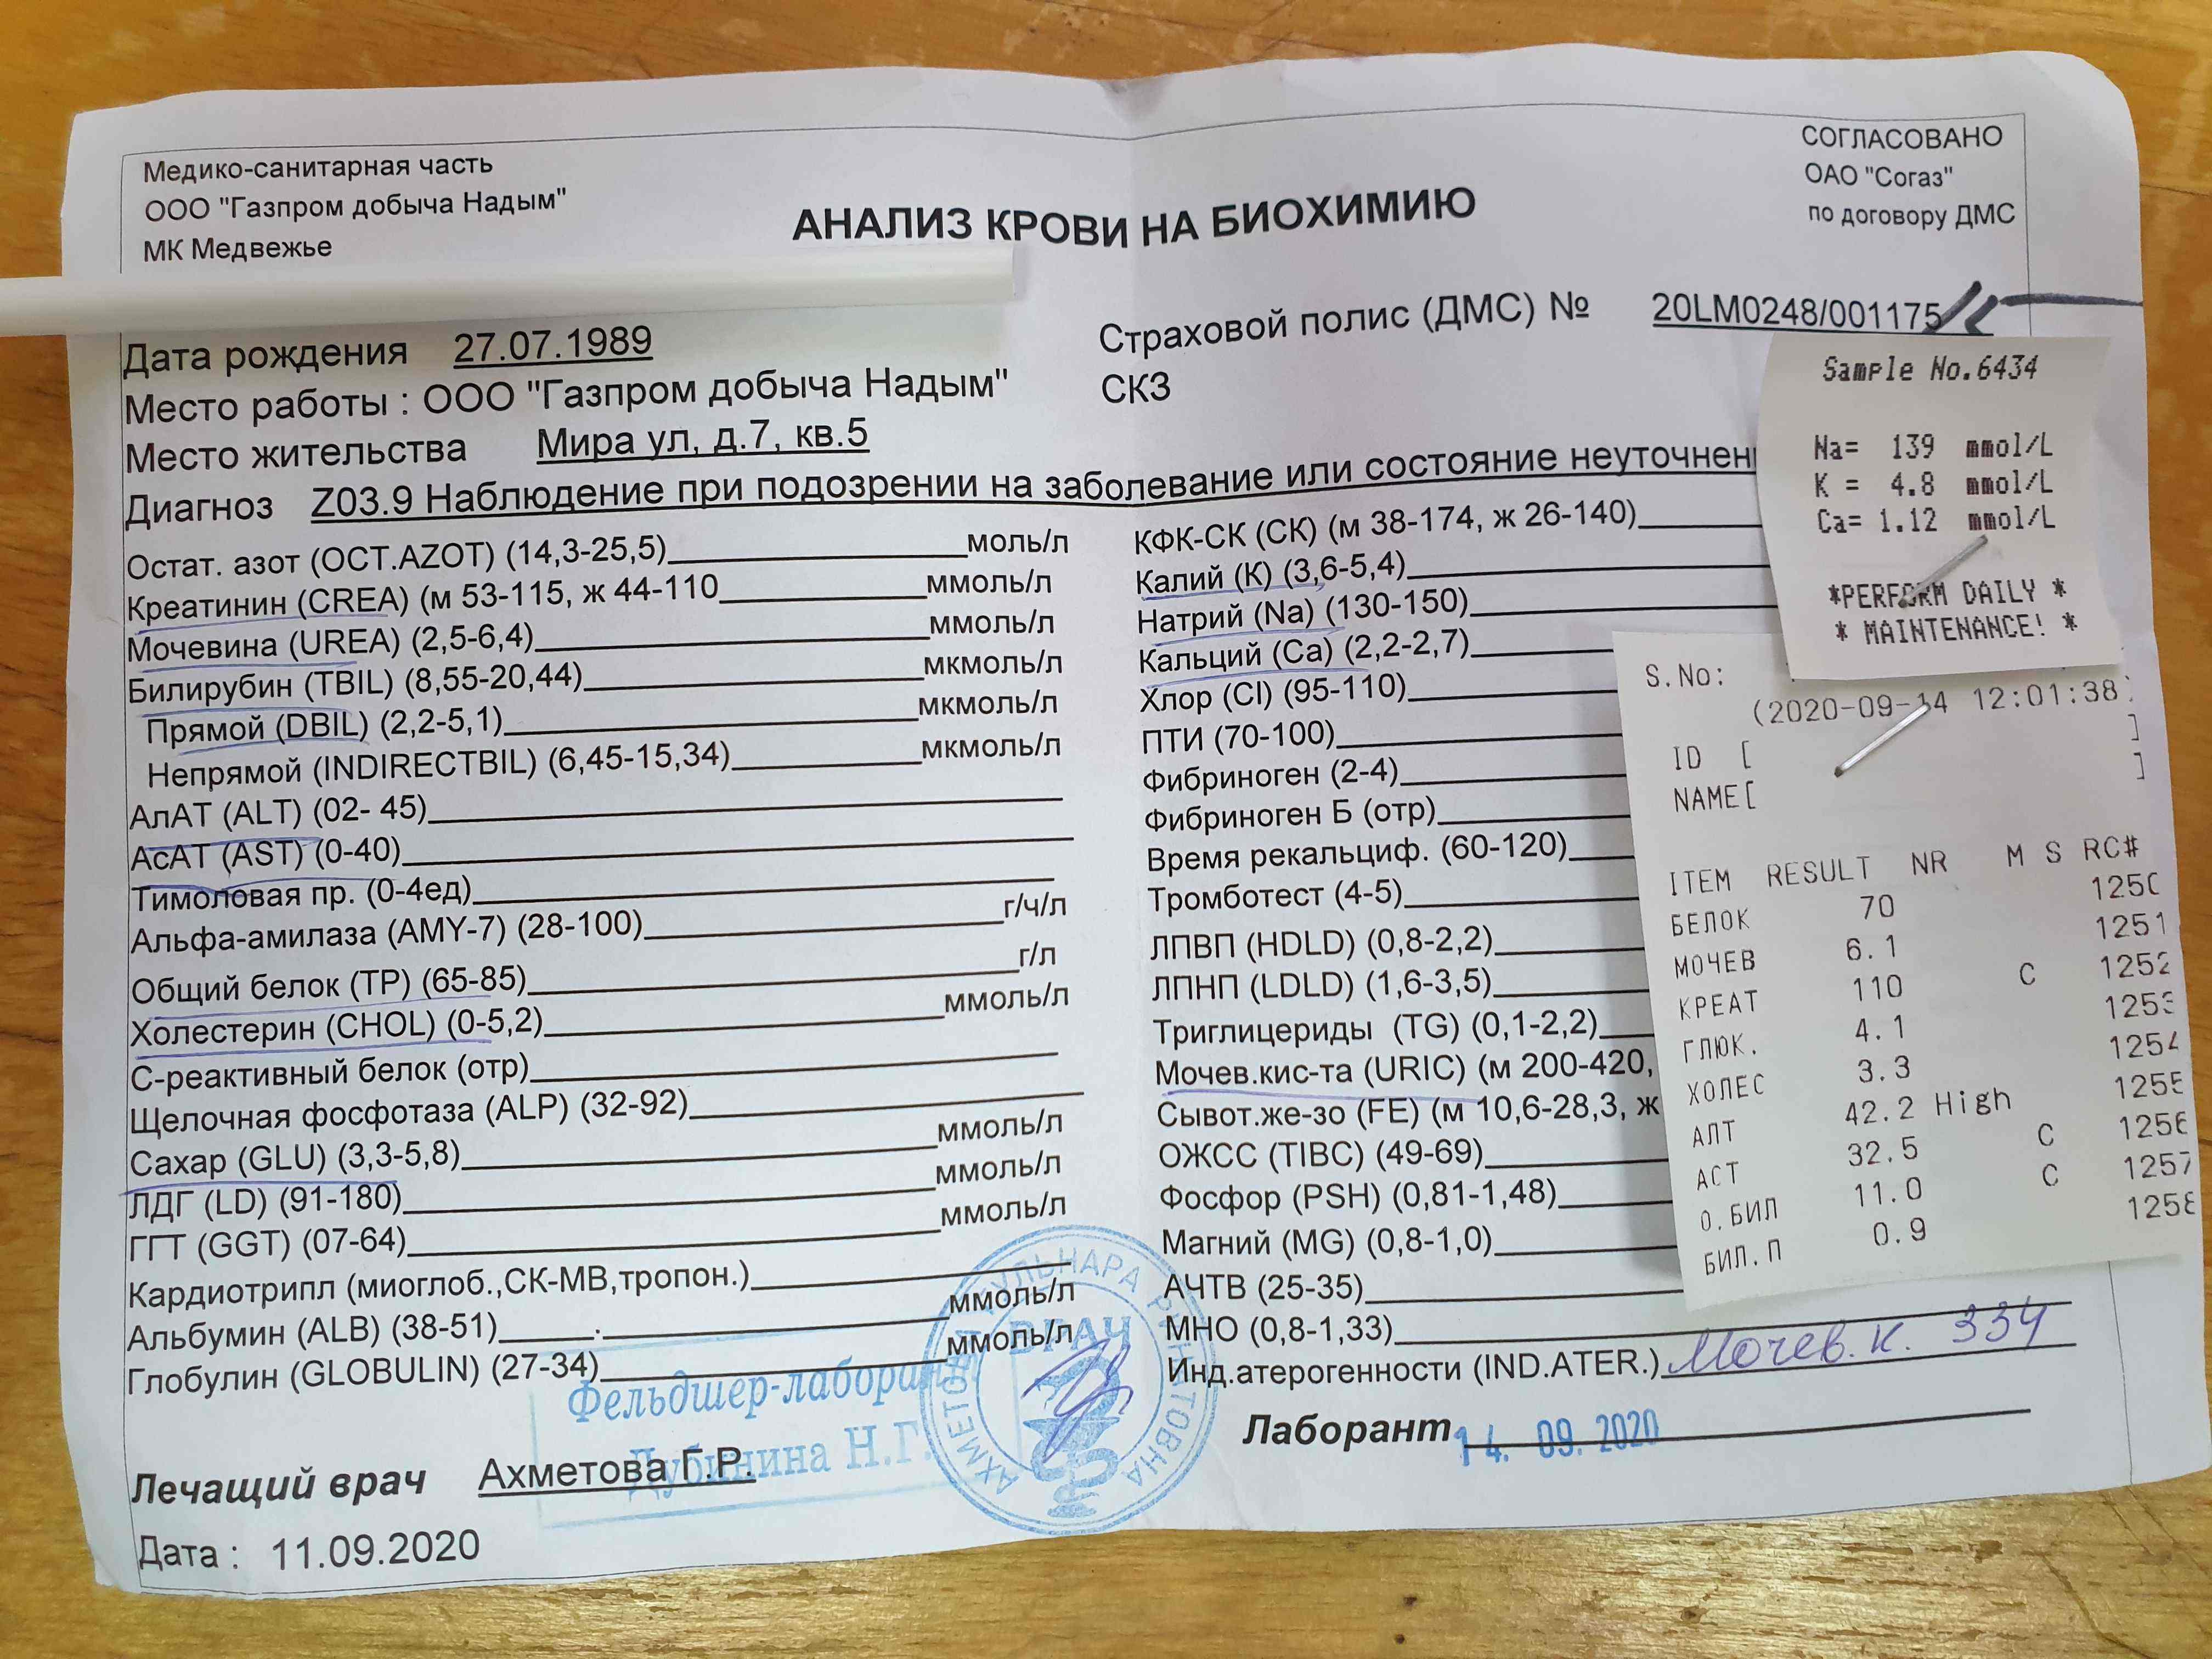 Медико-санитарная часть
ООО "Газпром добыча Надым"
МК Медвежье
АНАЛИЗ КРОВИ НА БИОХИМИЮ
СОГЛАСОВАНО
ОАО "Согаз"
по договору ДМС
Дата рождения 27.07.1989
Страховой полис (ДМС) № 20LM0248/001175
Место работы : ООО "Газпром добыча Надым"
СКЗ
Место жительства Мира ул, д.7, кв.5
Диагноз Z03.9 Наблюдение при подозрении на заболевание или состояние
Остат. азот (ОСТ.AZOT) (14,3-25,5) моль/л
Креатинин (CREA) (м 53-115, ж 44-110 ммоль/л
Мочевина (UREA) (2,5-6,4) ммоль/л
Билирубин (TBIL) (8,55-20,44) мкмоль/л
Прямой (DBIL) (2,2-5,1) мкмоль/л
Непрямой (INDIRECTBIL) (6,45-15,34) мкмоль/л
АлАТ (ALT) (02- 45)
АсАТ (AST) (0-40)
Тимоловая пр. (0-4ед)
Альфа-амилаза (AMY-7) (28-100) г/ч/л
Общий белок (TP) (65-85) г/л
Холестерин (CHOL) (0-5,2) ммоль/л
С-реактивный белок (отр)
Щелочная фосфотаза (ALP) (32-92)
Сахар (GLU) (3,3-5,8) ммоль/л
ЛДГ (LD) (91-180) ммоль/л
ГГТ (GGT) (07-64) ммоль/л
Кардиотрипл (миоглоб.,СК-МВ,тропон.)
Альбумин (ALB) (38-51) ммоль/л
Глобулин (GLOBULIN) (27-34) ммоль/л
КФК-СК (СК) (м 38-174, ж 26-140)
Калий (К) (3,6-5,4)
Натрий (Na) (130-150)
Кальций (Ca) (2,2-2,7)
Хлор (Cl) (95-110)
ПТИ (70-100)
Фибриноген (2-4)
Фибриноген Б (отр)
Время рекальциф. (60-120)
Тромботест (4-5)
ЛПВП (HDLD) (0,8-2,2)
ЛПНП (LDLD) (1,6-3,5)
Триглицериды (TG) (0,1-2,2)
Мочев.кис-та (URIC) (м 200-420,
Сывот.же-зо (FE) (м 10,6-28,3, ж
ОЖСС (TIBC) (49-69)
Фосфор (PSH) (0,81-1,48)
Магний (MG) (0,8-1,0)
АЧТВ (25-35)
МНО (0,8-1,33)
Инд.атерогенности (IND.ATER.) Мочев. к. 334
Sample No.6434
Na= 139 mmol/L
K = 4.8 mmol/L
Ca= 1.12 mmol/L
*PERFORM DAILY *
* MAINTENANCE! *
S.No:
(2020-09-14 12:01:38
ID [ ]
NAME[ ]
ITEM RESULT NR M S RC#
БЕЛОК 70 1250
МОЧЕВ 6.1 1251
КРЕАТ 110 C 1252
ГЛЮК. 4.1 1253
ХОЛЕС 3.3 1254
АЛТ 42.2 High 1255
АСТ 32.5 C 1256
О.БИЛ 11.0 C 1257
БИЛ.П 0.9 1258
Фельдшер-лаборант
Дубинина Н.Г.
АХМЕТОВА ГУЛЬНАРА РИНАТОВНА
ВРАЧ
Лаборант 14. 09. 2020
Лечащий врач Ахметова Г.Р.
Дата : 11.09.2020